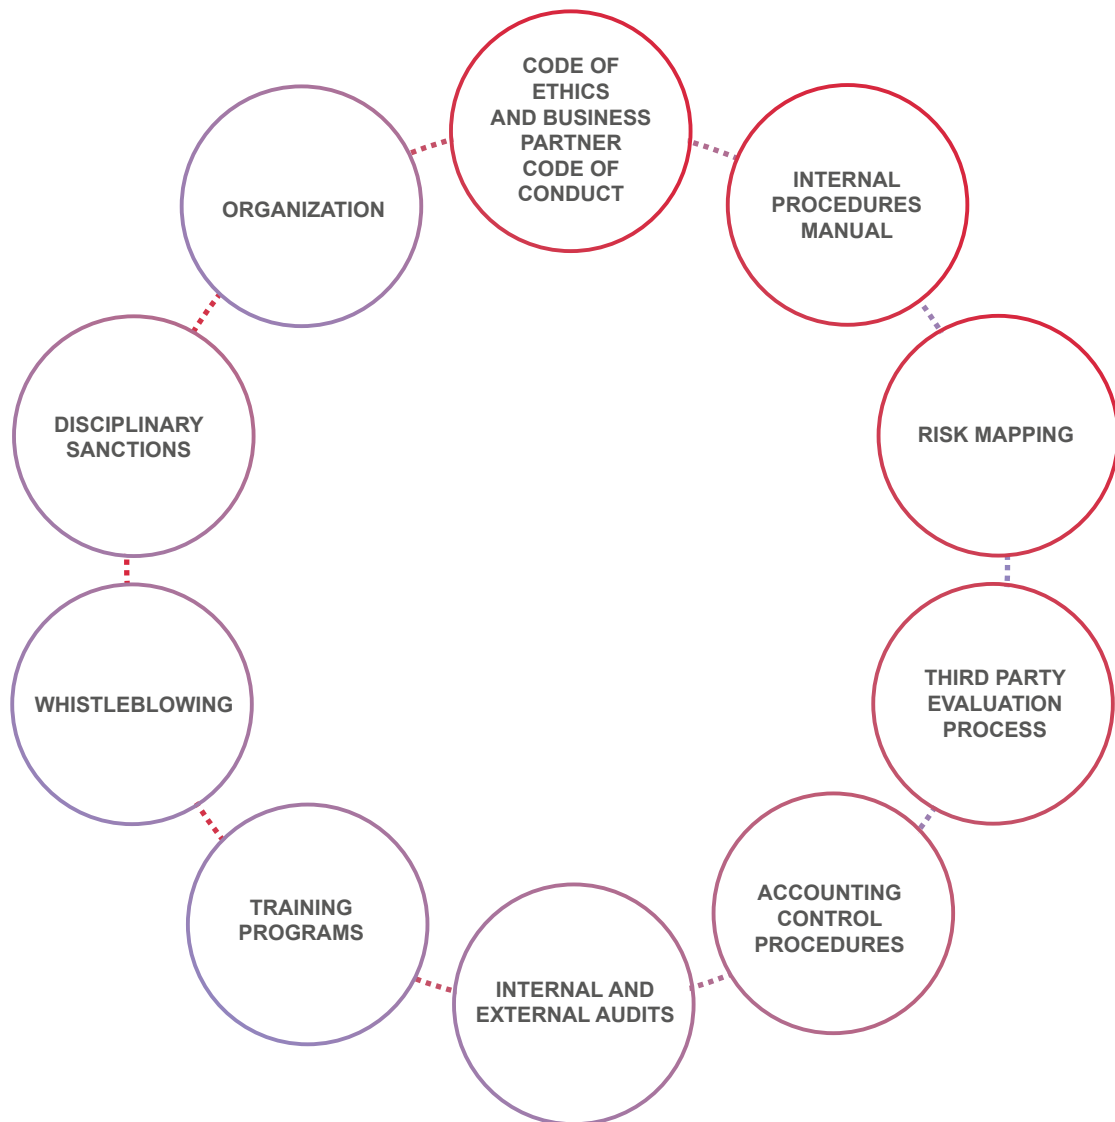 CODE OF
ETHICS
AND BUSINESS
PARTNER
CODE OF
CONDUCT
INTERNAL
PROCEDURES
MANUAL
RISK MAPPING
THIRD PARTY
EVALUATION
PROCESS
ACCOUNTING
CONTROL
PROCEDURES
INTERNAL AND
EXTERNAL AUDITS
TRAINING
PROGRAMS
WHISTLEBLOWING
DISCIPLINARY
SANCTIONS
ORGANIZATION